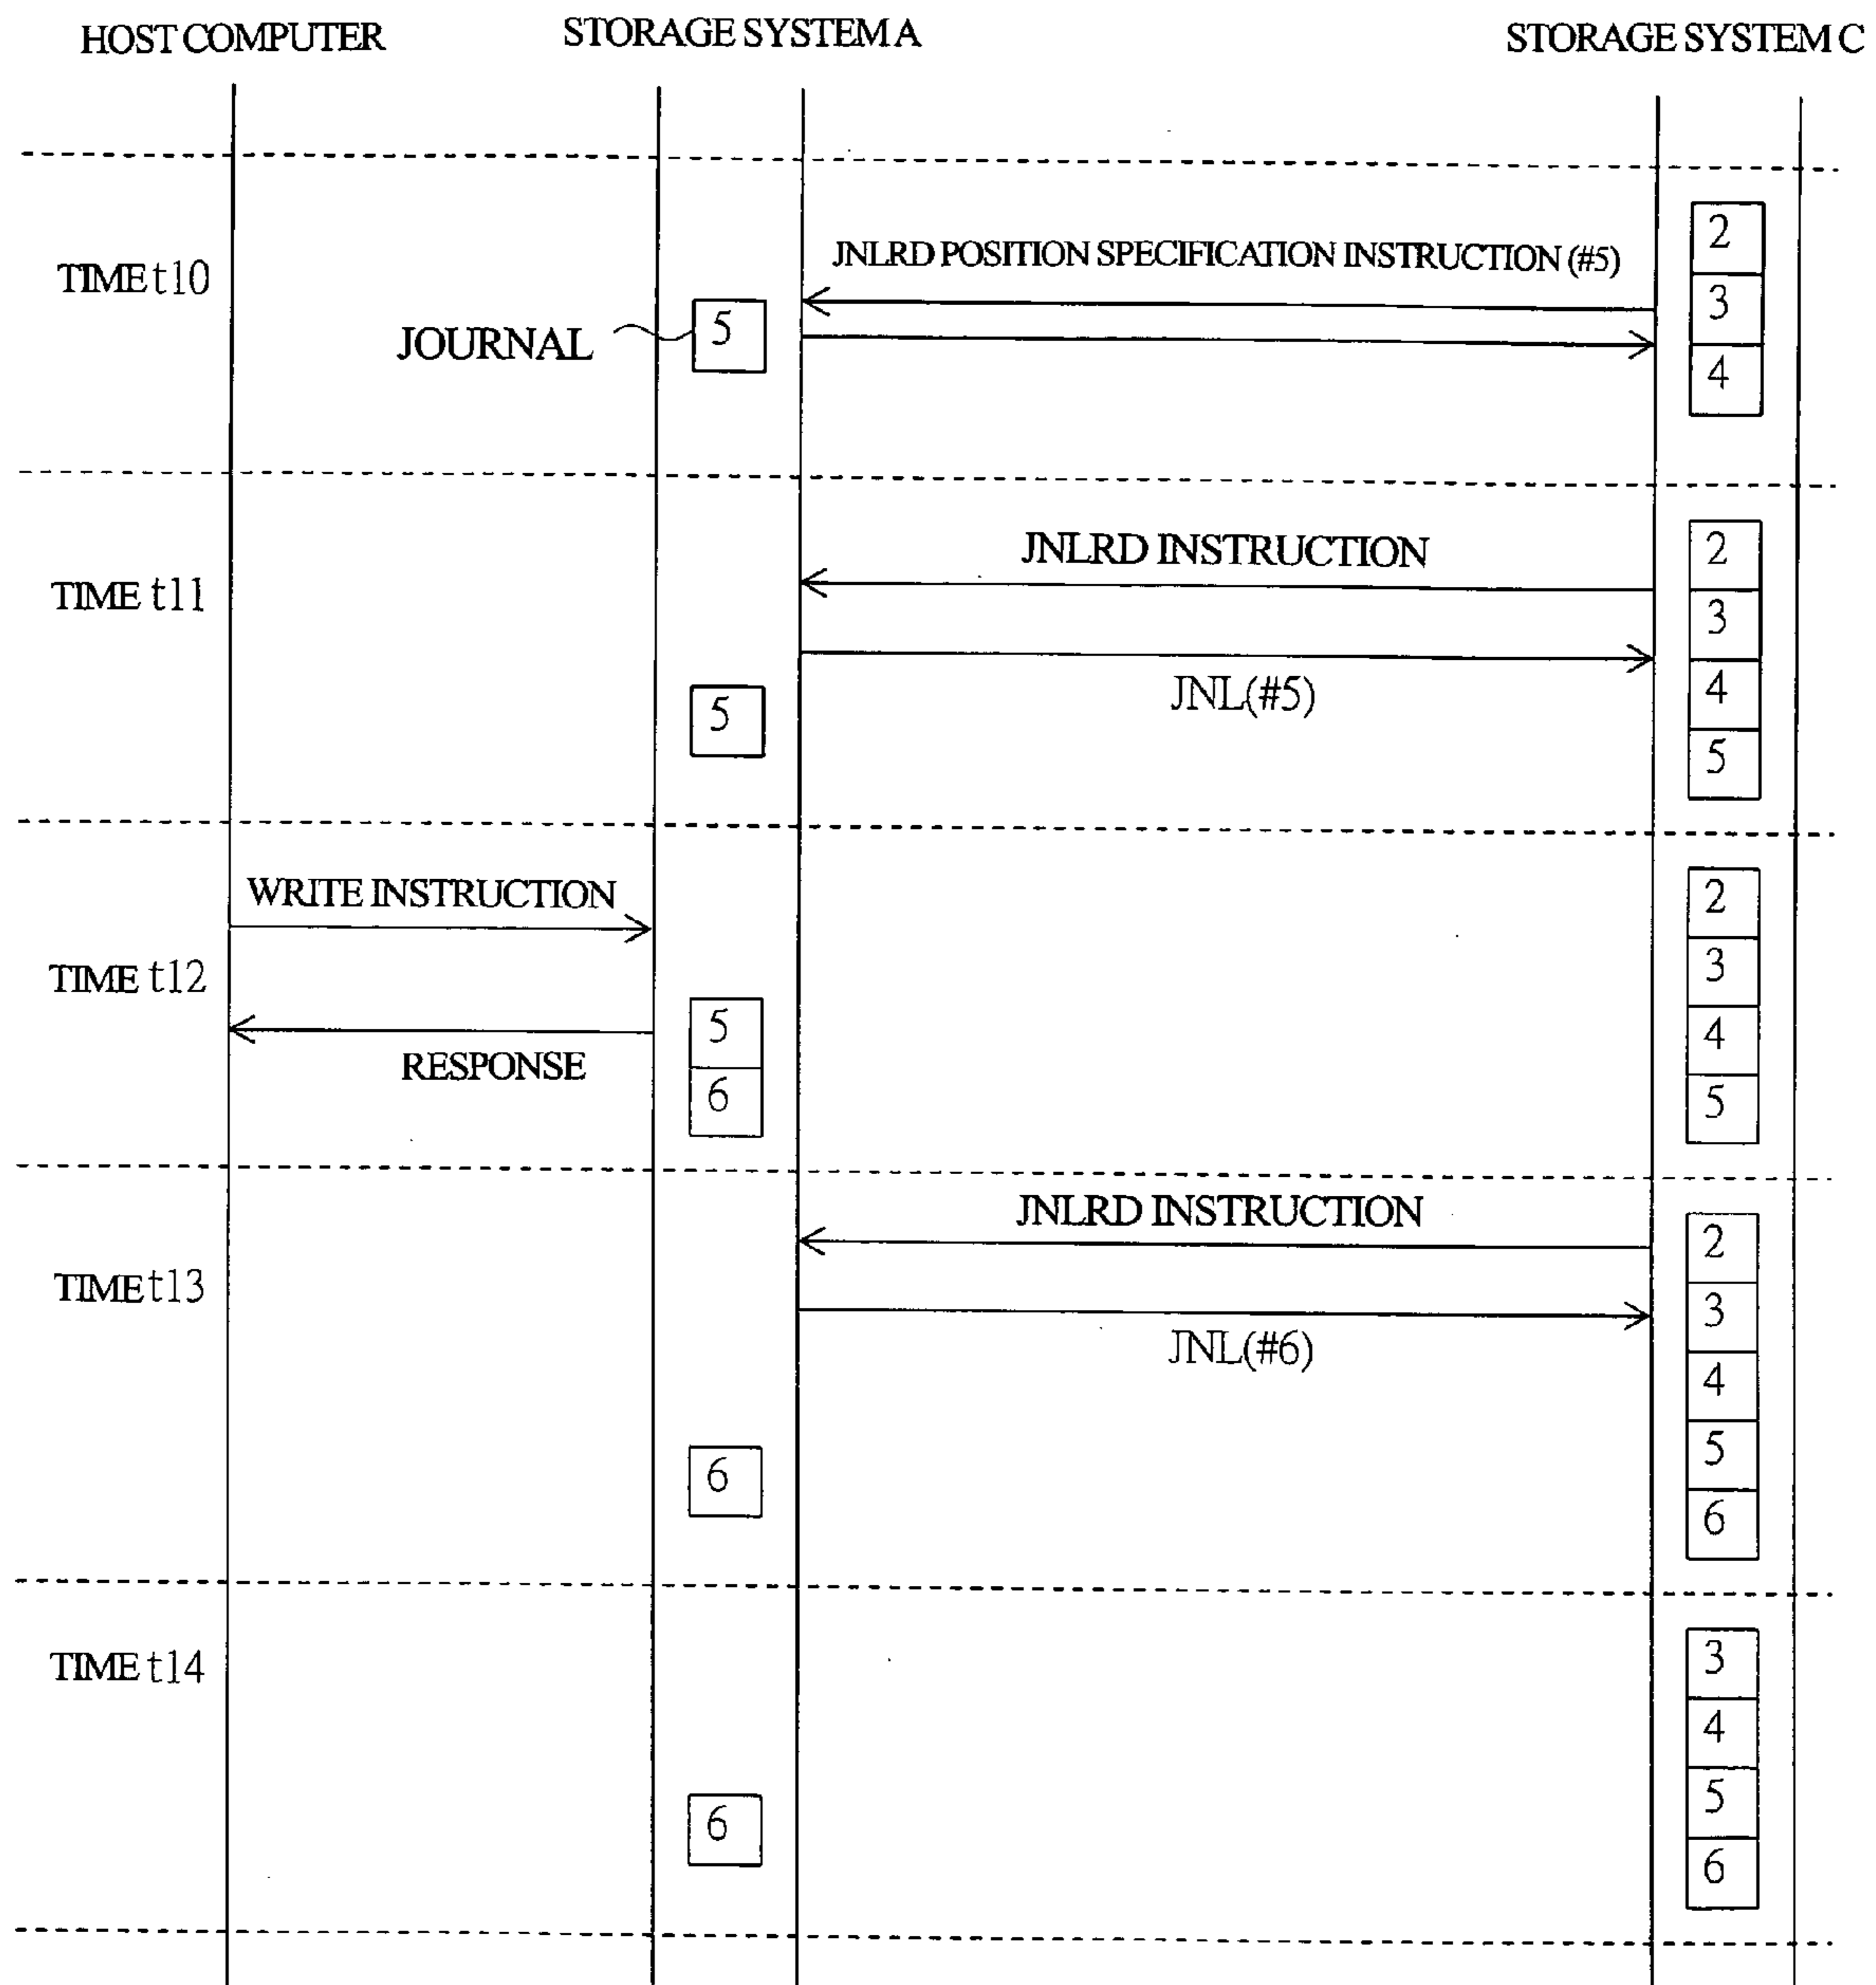 HOST COMPUTER STORAGE SYSTEM A STORAGE SYSTEM C
2
JNLRD POSITION SPECIFICATION INSTRUCTION (#5)
TIME t10
3
5
JOURNAL
4
JNLRD INSTRUCTION
2
TIME t11
3
JNL(#5)
4
5
5
WRITE INSTRUCTION
2
TIME t12
3
5
4
RESPONSE
6
5
JNLRD INSTRUCTION
2
TIME t13
3
JNL(#6)
4
5
6
6
TIME t14
3
4
5
6
6